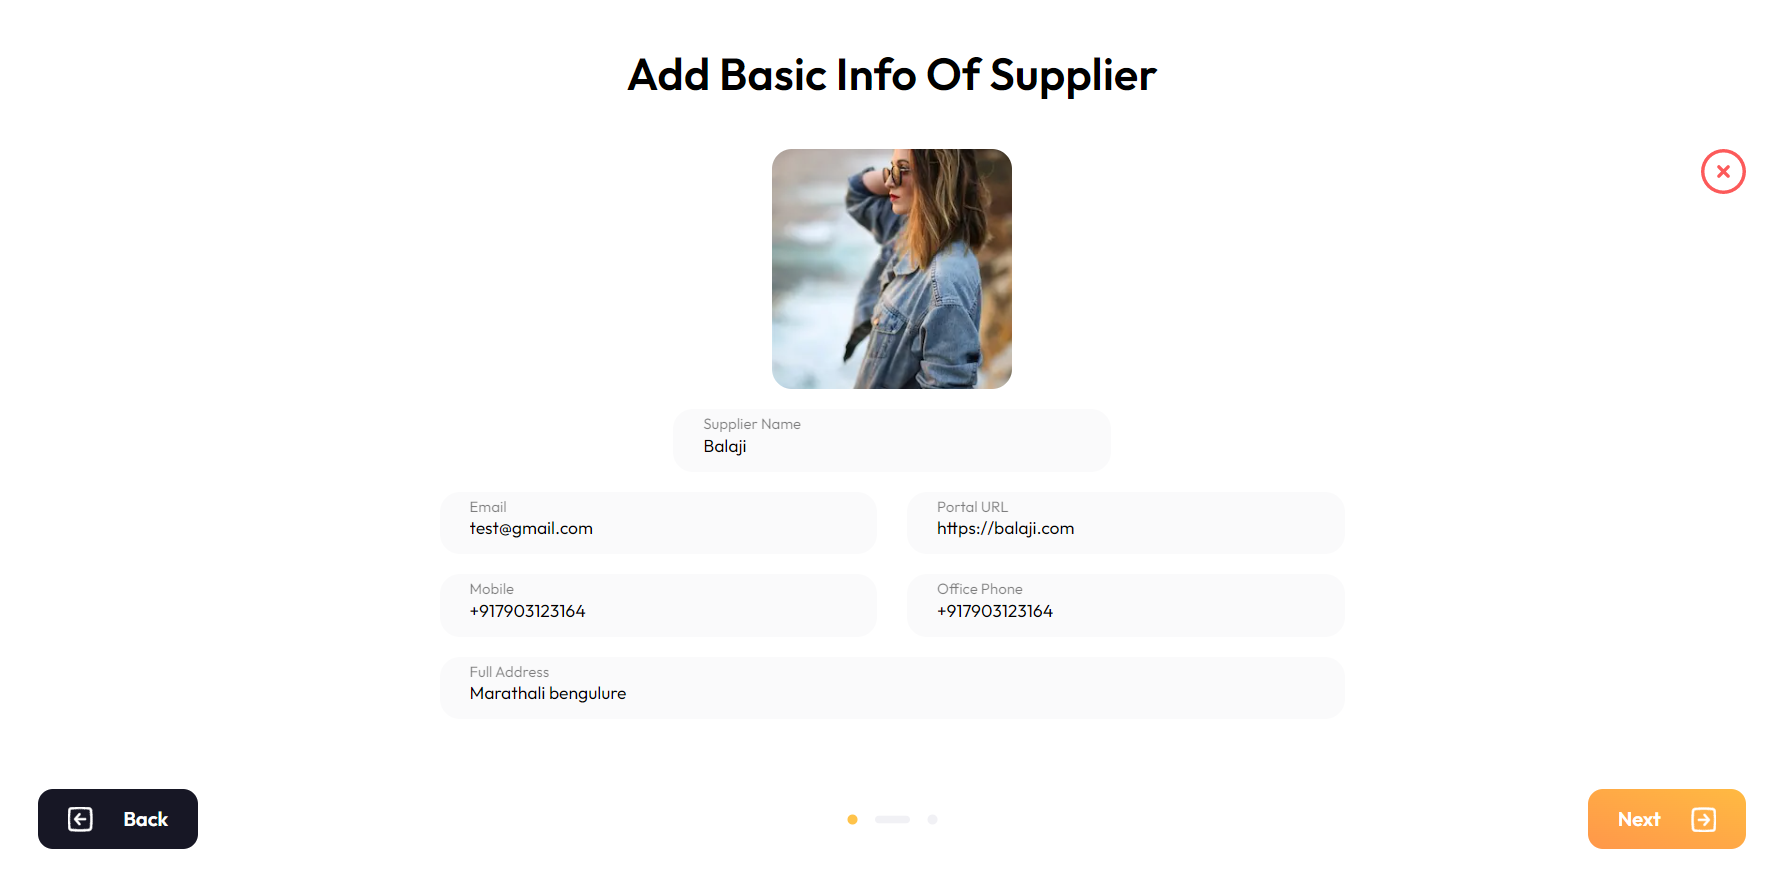 Add Basic Info Of Supplier
Supplier Name
Balaji
Email
test@gmail.com
Portal URL
https://balaji.com
Mobile
+917903123164
Office Phone
+917903123164
Full Address
Marathali bengulure
Back
Next